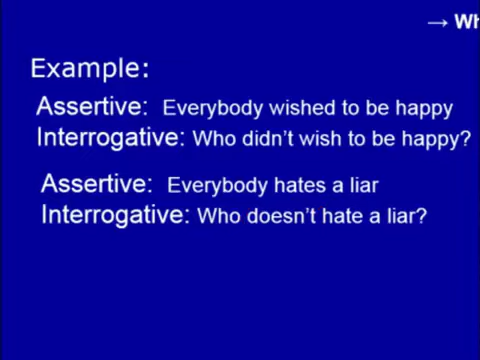 → Wh
Example:
Assertive: Everybody wished to be happy
Interrogative: Who didn't wish to be happy?
Assertive: Everybody hates a liar
Interrogative: Who doesn't hate a liar?